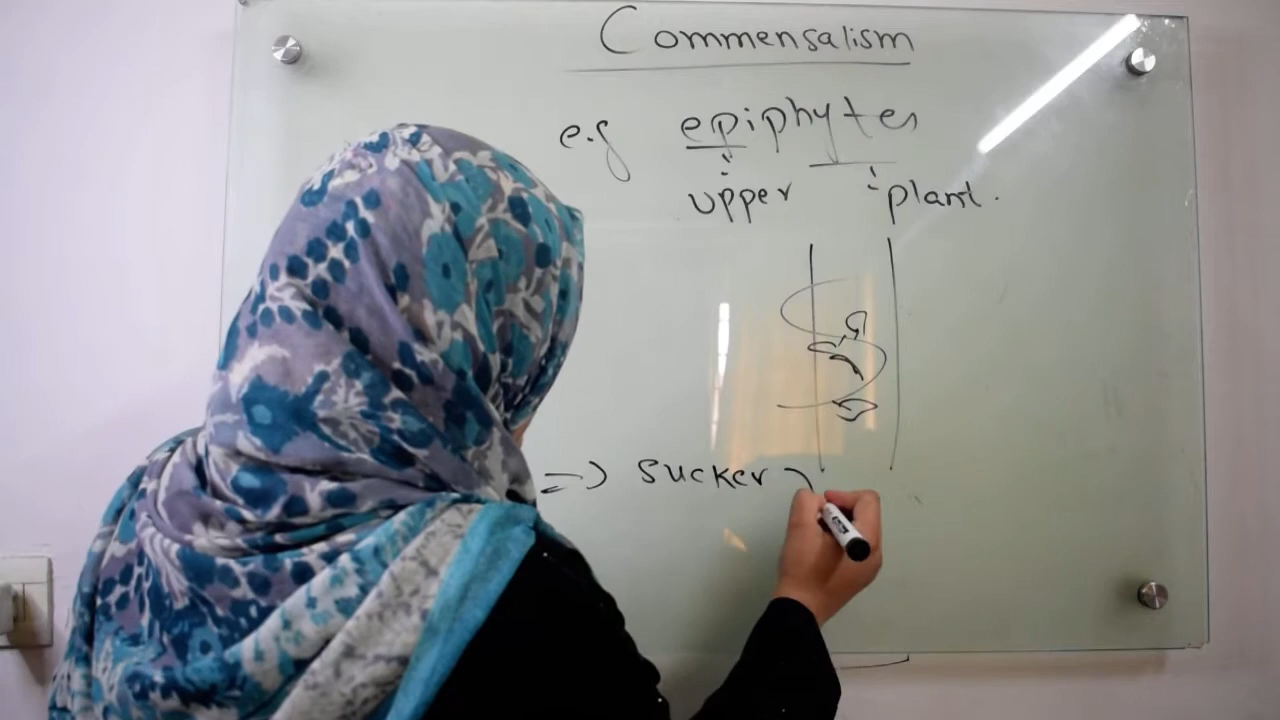 Commensalism
e.g epiphytes
upper plant.
=> sucker